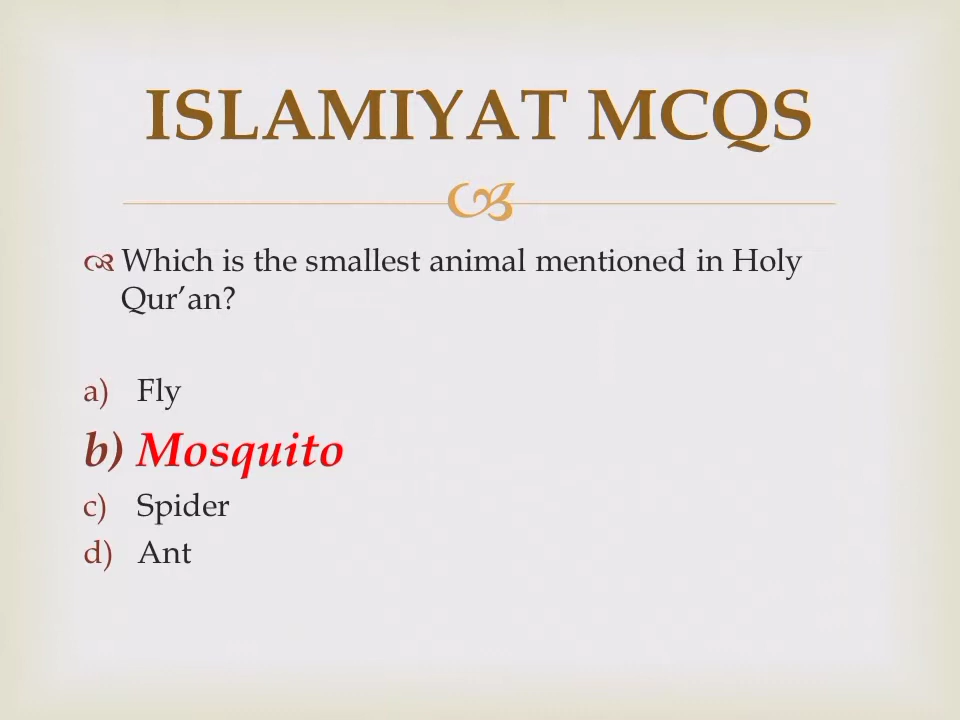 ISLAMIYAT MCQS
Which is the smallest animal mentioned in Holy
Qur’an?
a) Fly
b) Mosquito
c) Spider
d) Ant